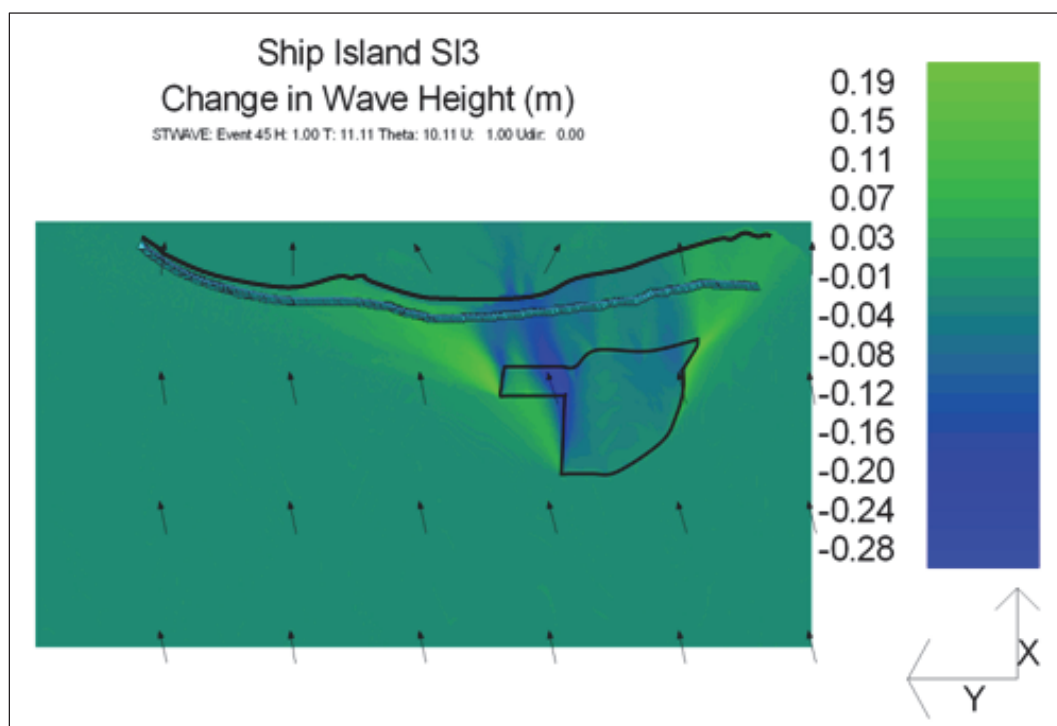 Ship Island SI3
Change in Wave Height (m)
STWAVE: Event 45 H: 1.00 T: 11.11 Theta: 10.11 U: 1.00 Udir: 0.00
0.19
0.15
0.11
0.07
0.03
-0.01
-0.04
-0.08
-0.12
-0.16
-0.20
-0.24
-0.28
X
Y